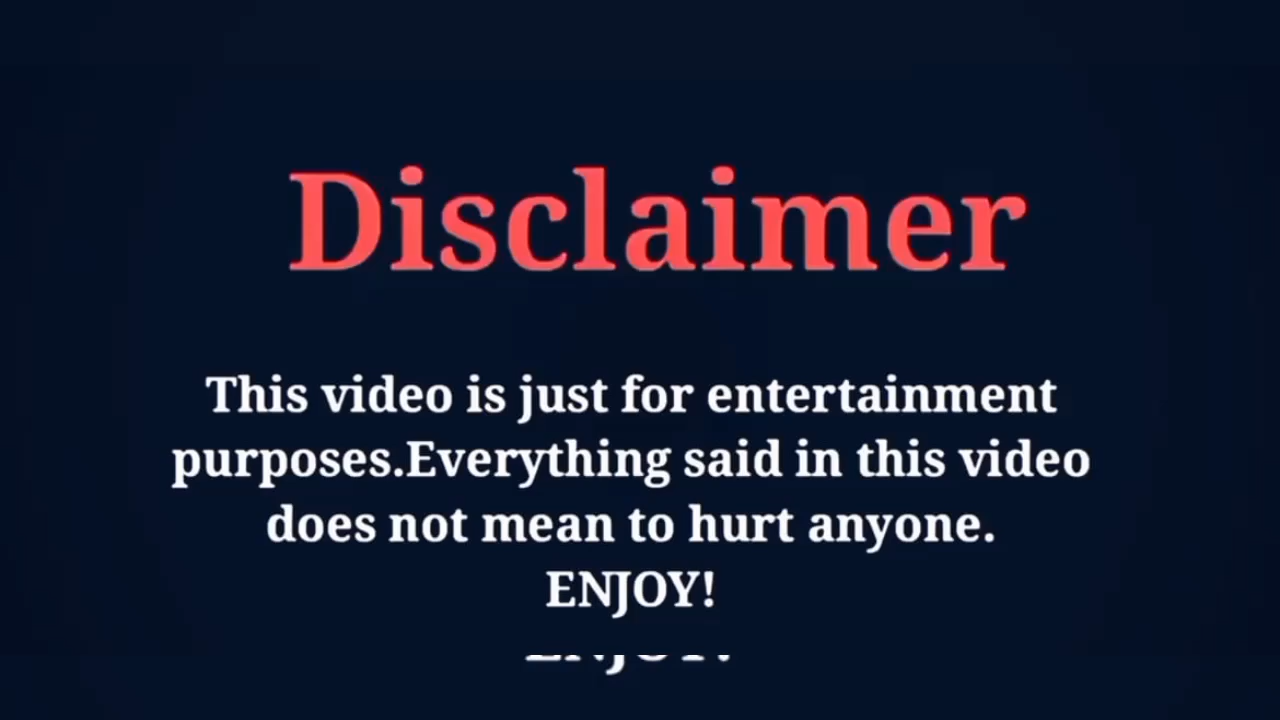 Disclaimer
This video is just for entertainment
purposes.Everything said in this video
does not mean to hurt anyone.
ENJOY!